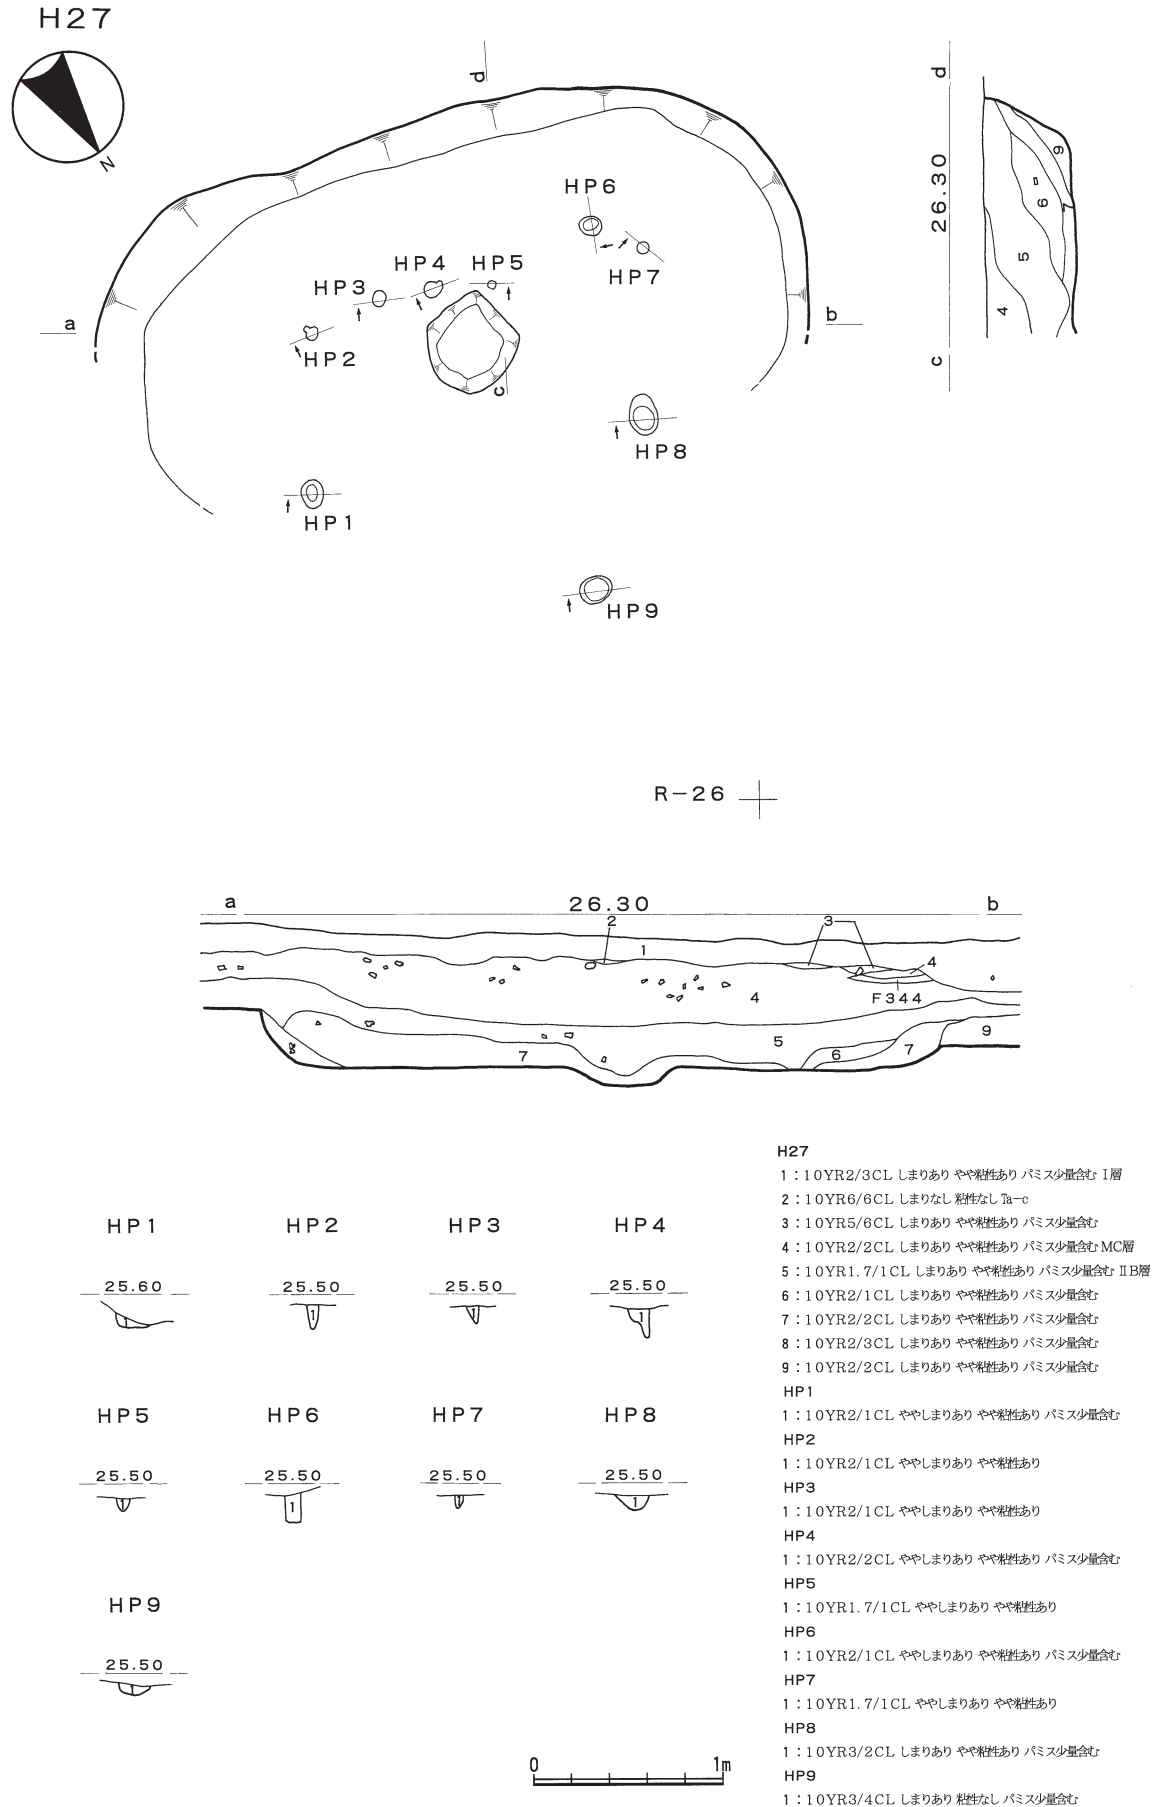 H27
N
d
HP6
HP7
HP4
HP5
HP3
a
b
HP2
c
HP8
HP1
HP9
d
26.30
c
9
6
7
5
4
R-26
a
26.30
b
2
1
3
4
4
F344
5
6
7
9
7
8
HP1
HP2
HP3
HP4
25.60
25.50
25.50
25.50
1
1
1
1
HP5
HP6
HP7
HP8
25.50
25.50
25.50
25.50
1
1
1
1
HP9
25.50
1
0
1m
H27
1:10YR2/3CL しまりあり やや粘性あり パミス少量含む Ⅰ層
2:10YR6/6CL しまりなし 粘性なし Ta-c
3:10YR5/6CL しまりあり やや粘性あり パミス少量含む
4:10YR2/2CL しまりあり やや粘性あり パミス少量含む MC層
5:10YR1.7/1CL しまりあり やや粘性あり パミス少量含む ⅡB層
6:10YR2/1CL しまりあり やや粘性あり パミス少量含む
7:10YR2/2CL しまりあり やや粘性あり パミス少量含む
8:10YR2/3CL しまりあり やや粘性あり パミス少量含む
9:10YR2/2CL しまりあり やや粘性あり パミス少量含む
HP1
1:10YR2/1CL ややしまりあり やや粘性あり パミス少量含む
HP2
1:10YR2/1CL ややしまりあり やや粘性あり
HP3
1:10YR2/1CL ややしまりあり やや粘性あり
HP4
1:10YR2/2CL ややしまりあり やや粘性あり パミス少量含む
HP5
1:10YR1.7/1CL ややしまりあり やや粘性あり
HP6
1:10YR2/1CL ややしまりあり やや粘性あり パミス少量含む
HP7
1:10YR1.7/1CL ややしまりあり やや粘性あり
HP8
1:10YR3/2CL しまりあり やや粘性あり パミス少量含む
HP9
1:10YR3/4CL しまりあり 粘性なし パミス少量含む